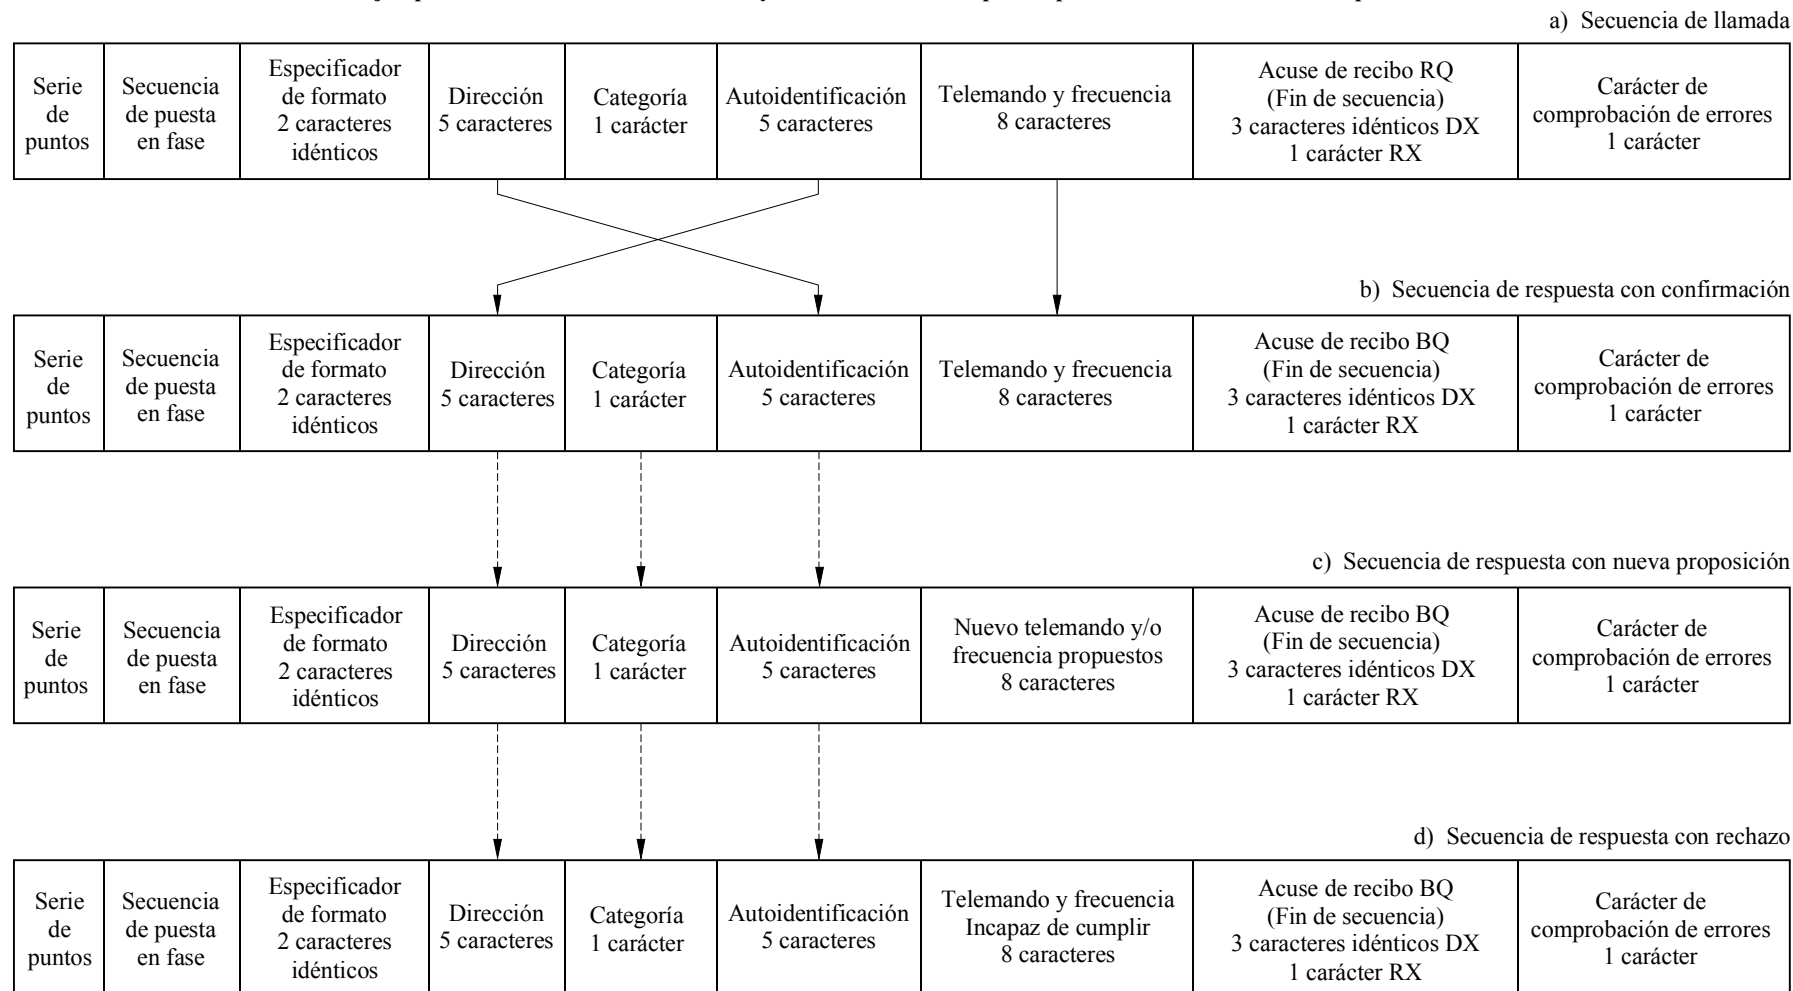 a) Secuencia de llamada
Serie
de
puntos
Secuencia
de puesta
en fase
Especificador
de formato
2 caracteres
idénticos
Dirección
5 caracteres
Categoría
1 carácter
Autoidentificación
5 caracteres
Telemando y frecuencia
8 caracteres
Acuse de recibo RQ
(Fin de secuencia)
3 caracteres idénticos DX
1 carácter RX
Carácter de
comprobación de errores
1 carácter
b) Secuencia de respuesta con confirmación
Serie
de
puntos
Secuencia
de puesta
en fase
Especificador
de formato
2 caracteres
idénticos
Dirección
5 caracteres
Categoría
1 carácter
Autoidentificación
5 caracteres
Telemando y frecuencia
8 caracteres
Acuse de recibo BQ
(Fin de secuencia)
3 caracteres idénticos DX
1 carácter RX
Carácter de
comprobación de errores
1 carácter
c) Secuencia de respuesta con nueva proposición
Serie
de
puntos
Secuencia
de puesta
en fase
Especificador
de formato
2 caracteres
idénticos
Dirección
5 caracteres
Categoría
1 carácter
Autoidentificación
5 caracteres
Nuevo telemando y/o
frecuencia propuestos
8 caracteres
Acuse de recibo BQ
(Fin de secuencia)
3 caracteres idénticos DX
1 carácter RX
Carácter de
comprobación de errores
1 carácter
d) Secuencia de respuesta con rechazo
Serie
de
puntos
Secuencia
de puesta
en fase
Especificador
de formato
2 caracteres
idénticos
Dirección
5 caracteres
Categoría
1 carácter
Autoidentificación
5 caracteres
Telemando y frecuencia
Incapaz de cumplir
8 caracteres
Acuse de recibo BQ
(Fin de secuencia)
3 caracteres idénticos DX
1 carácter RX
Carácter de
comprobación de errores
1 carácter